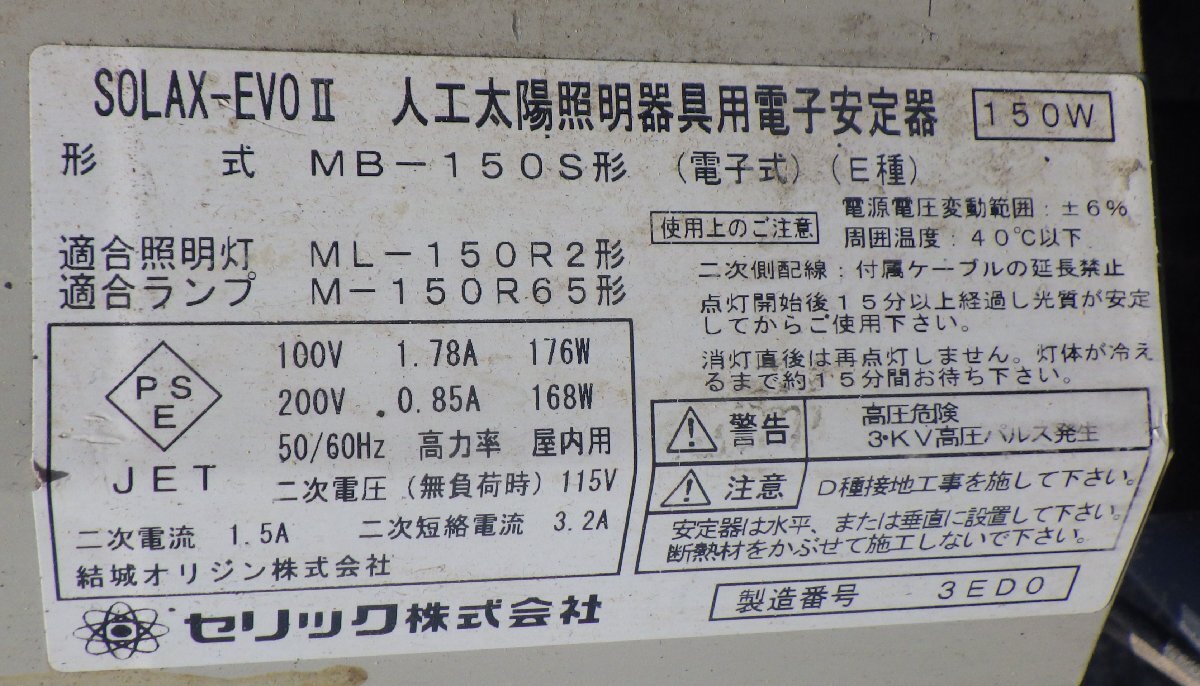 SOLAX-EVOⅡ 人工太陽照明器具用電子安定器 150W
形 式 MB-150S形 (電子式) (E種)
適合照明灯 ML-150R2形
適合ランプ M-150R65形
PSE
JET
100V 1.78A 176W
200V 0.85A 168W
50/60Hz 高力率 屋内用
二次電圧 (無負荷時) 115V
二次電流 1.5A 二次短絡電流 3.2A
結城オリジン株式会社
セリック株式会社
使用上のご注意
電源電圧変動範囲：±6%
周囲温度：40℃以下
二次側配線：付属ケーブルの延長禁止
点灯開始後15分以上経過し光質が安定
してからご使用下さい。
消灯直後は再点灯しません。灯体が冷え
るまで約15分間お待ち下さい。
警告 高圧危険
3.KV高圧パルス発生
注意 D種接地工事を施して下さい。
安定器は水平、または垂直に設置して下さい。
断熱材をかぶせて施工しないで下さい。
製造番号 3ED0